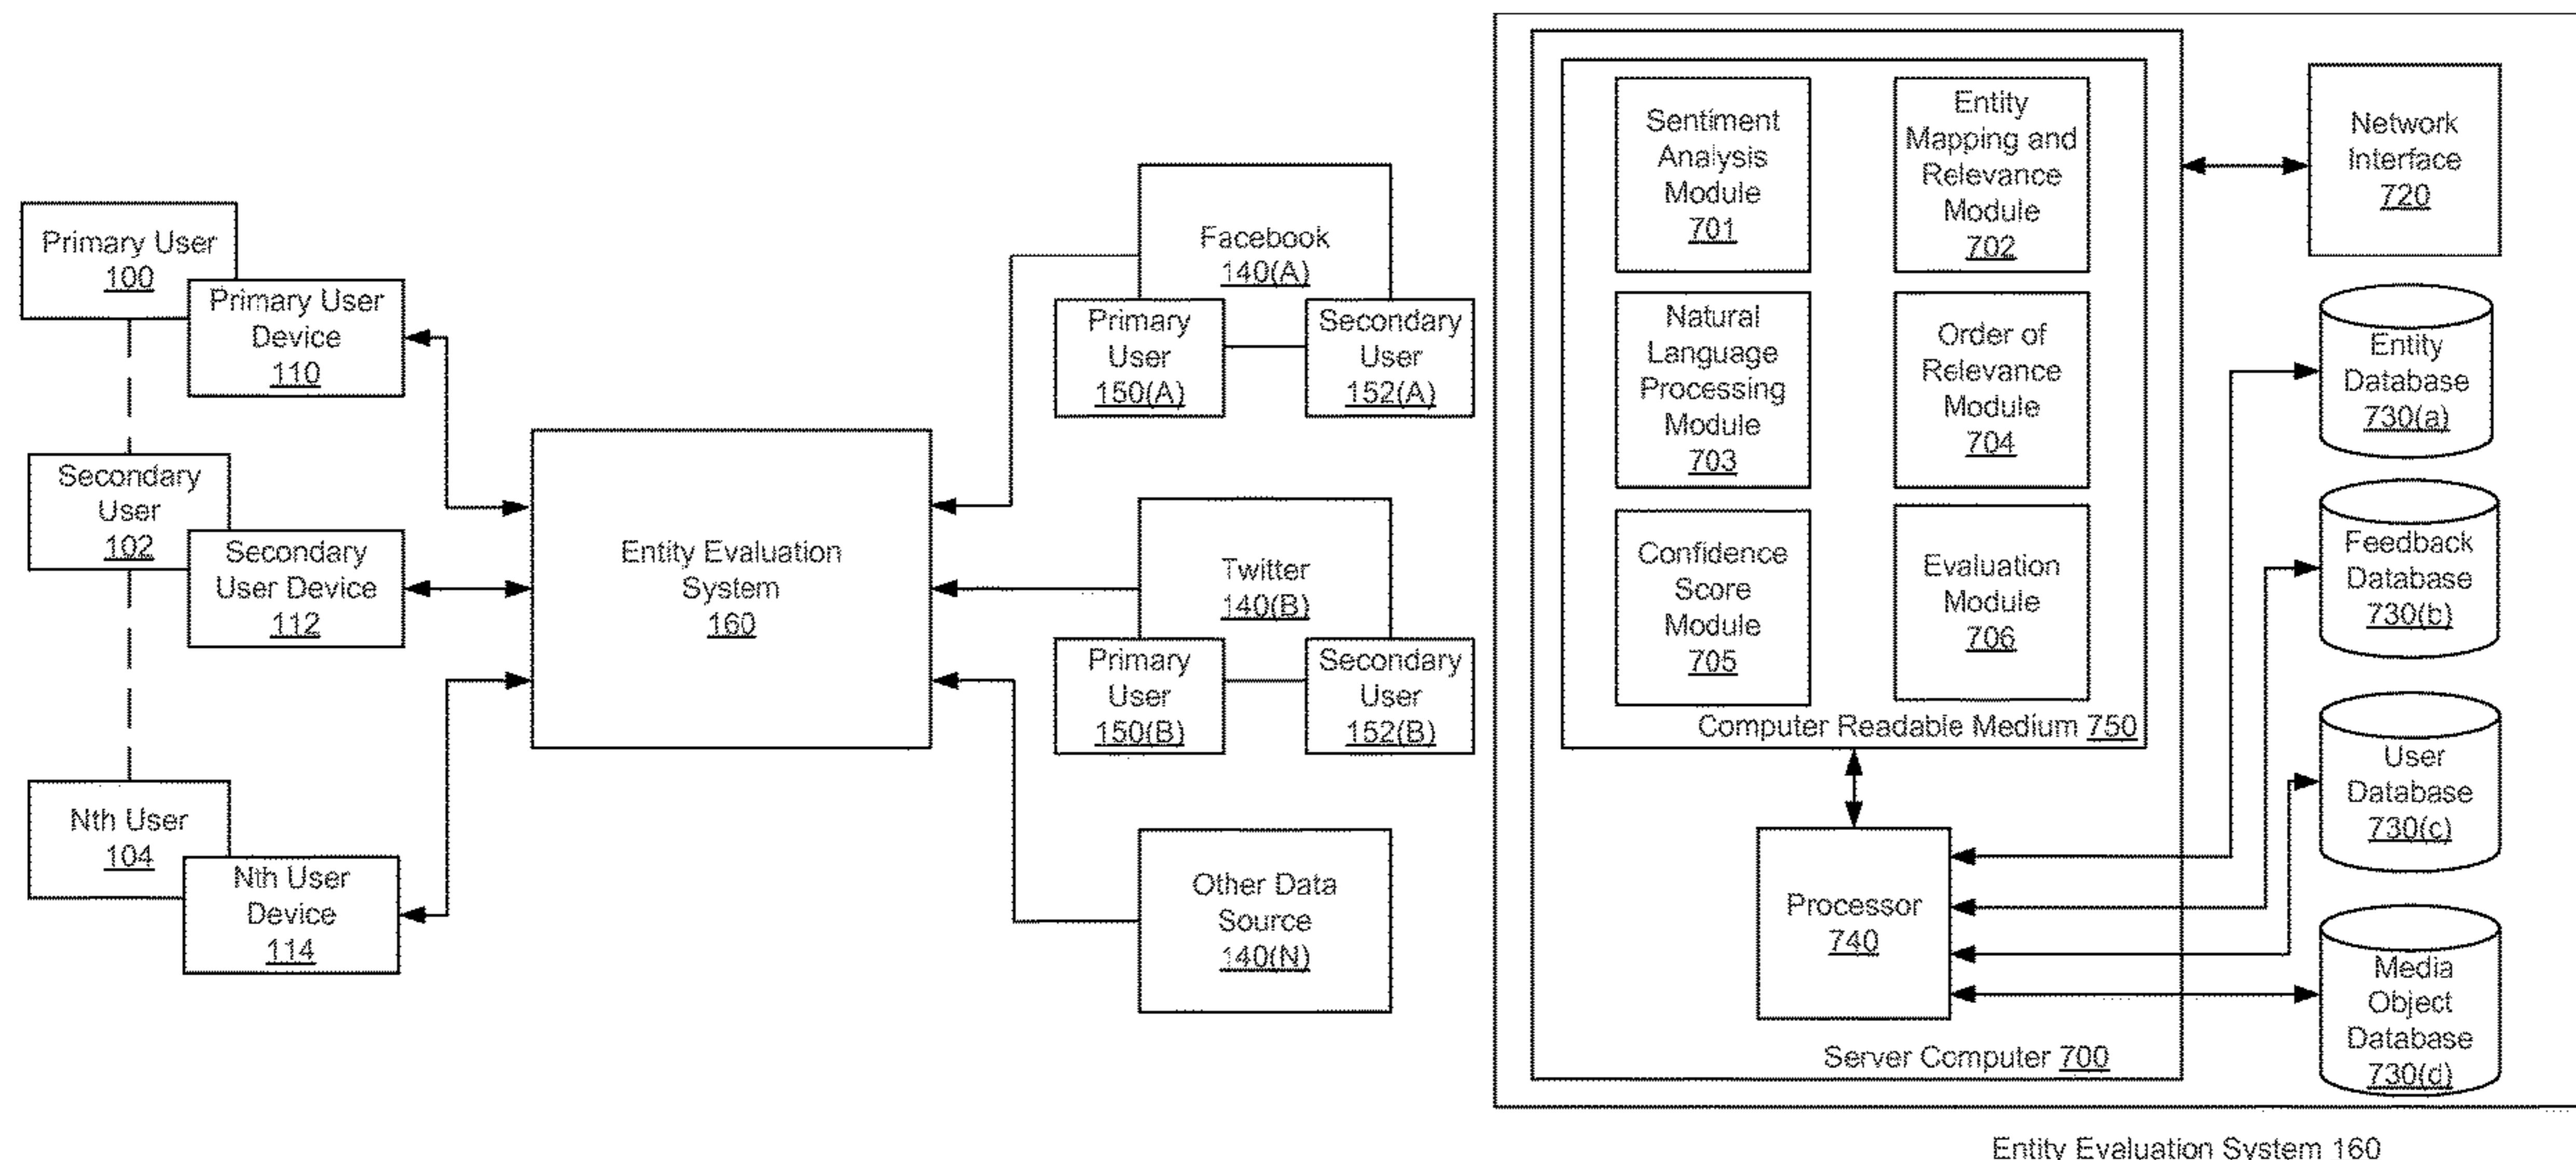 Primary User
100
Primary User
Device
110
Secondary
User
102
Secondary
User Device
112
Nth User
104
Nth User
Device
114
Entity Evaluation
System
160
Facebook
140(A)
Primary
User
150(A)
Secondary
User
152(A)
Twitter
140(B)
Primary
User
150(B)
Secondary
User
152(B)
Other Data
Source
140(N)
Sentiment
Analysis
Module
701
Entity
Mapping and
Relevance
Module
702
Natural
Language
Processing
Module
703
Order of
Relevance
Module
704
Confidence
Score
Module
705
Evaluation
Module
706
Computer Readable Medium 750
Processor
740
Server Computer 700
Network
Interface
720
Entity
Database
730(a)
Feedback
Database
730(b)
User
Database
730(c)
Media
Object
Database
730(d)
Entity Evaluation System 160